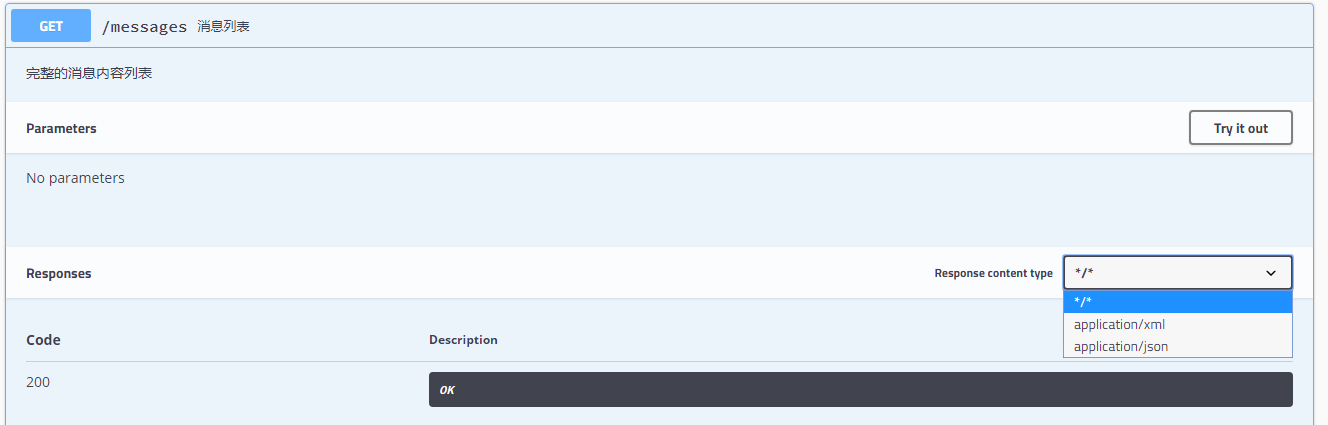 GET /messages 消息列表
完整的消息内容列表
Parameters Try it out
No parameters
Responses Response content type */*
*/*
application/xml
application/json
Code Description
200 OK